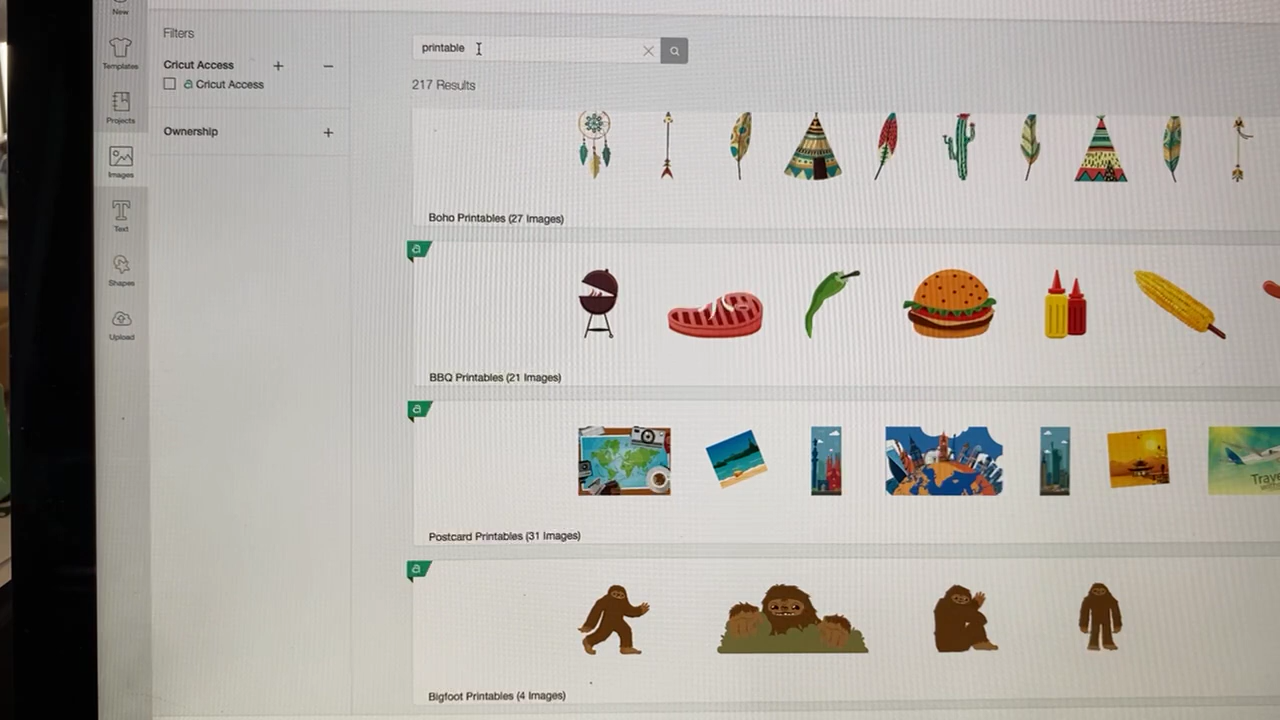 New
Templates
Projects
Images
Text
Shapes
Upload
Filters
Cricut Access
Cricut Access
Ownership
printable
217 Results
Boho Printables (27 Images)
BBQ Printables (21 Images)
Postcard Printables (31 Images)
Trave
Bigfoot Printables (4 Images)